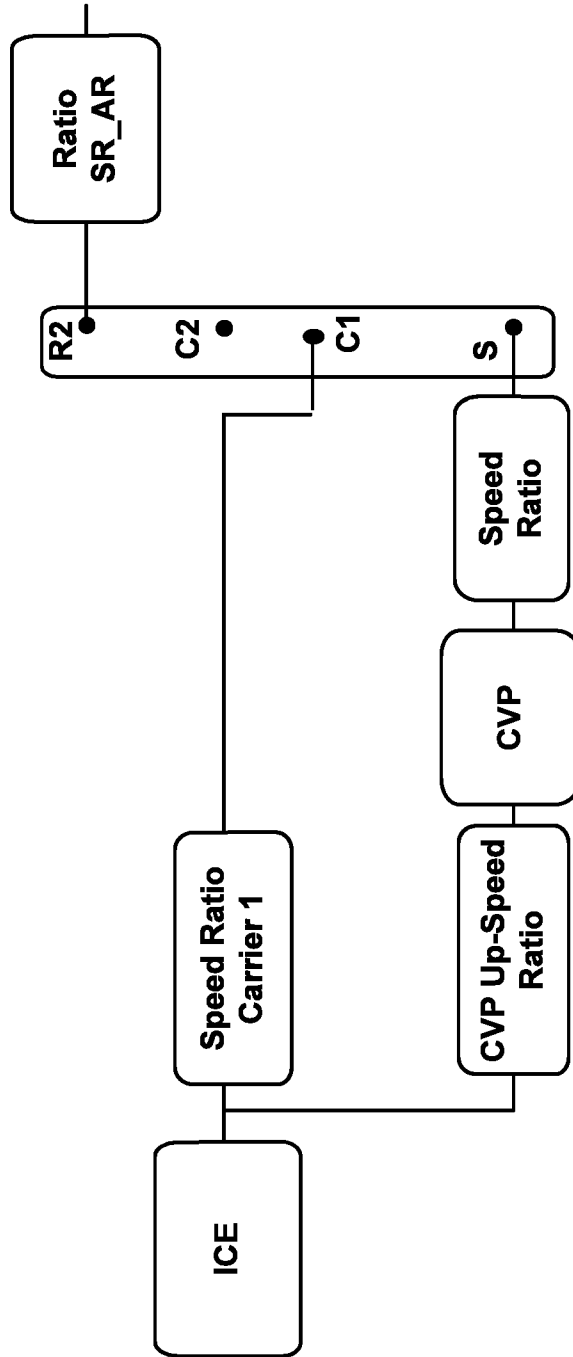 ICE
Speed Ratio
Carrier 1
CVP Up-Speed
Ratio
CVP
Speed
Ratio
R2
C2
C1
S
Ratio
SR_AR